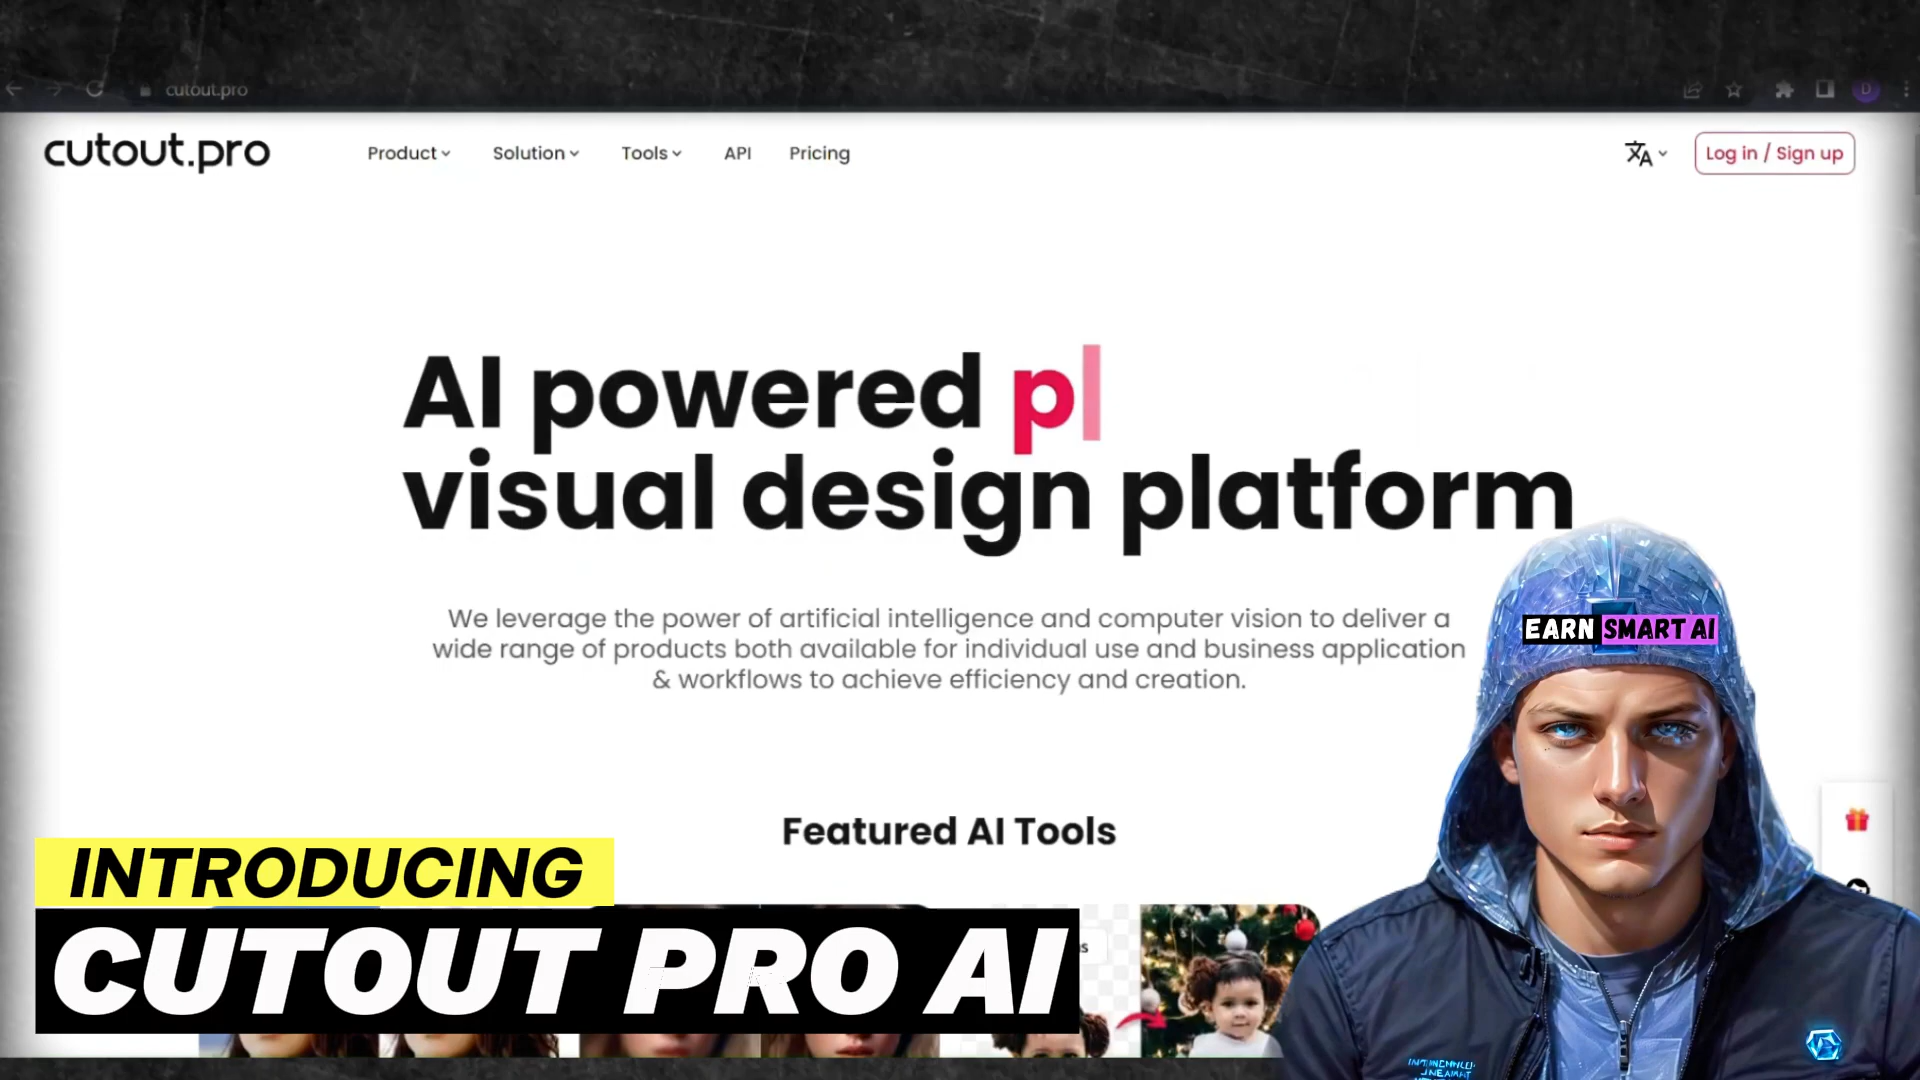 cutout.pro
cutout.pro
Product
Solution
Tools
API
Pricing
Log in / Sign up
D
AI powered pl
visual design platform
We leverage the power of artificial intelligence and computer vision to deliver a
wide range of products both available for individual use and business application
& workflows to achieve efficiency and creation.
EARN SMART AI
Featured AI Tools
INTRODUCING
CUTOUT PRO AI